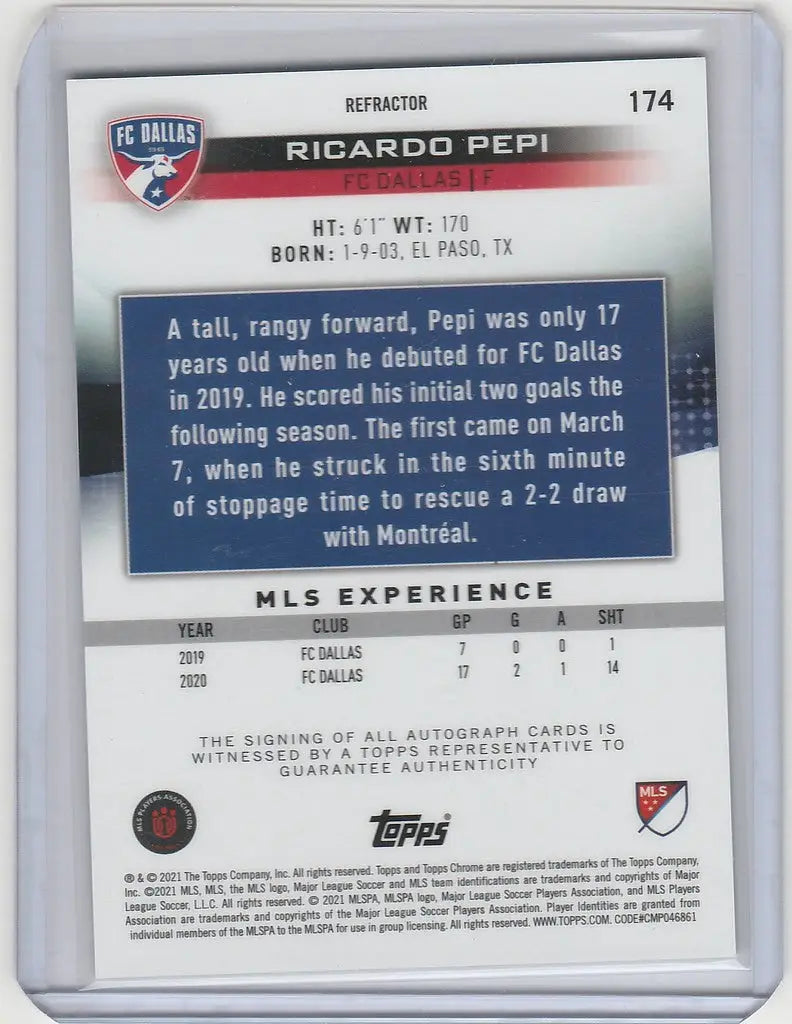 REFRACTOR
174
FC DALLAS
RICARDO PEPI
FC DALLAS | F
HT: 6'1" WT: 170
BORN: 1-9-03, EL PASO, TX
A tall, rangy forward, Pepi was only 17
years old when he debuted for FC Dallas
in 2019. He scored his initial two goals the
following season. The first came on March
7, when he struck in the sixth minute
of stoppage time to rescue a 2-2 draw
with Montréal.
MLS EXPERIENCE
YEAR CLUB GP G A SHT
2019 FC DALLAS 7 0 0 1
2020 FC DALLAS 17 2 1 14
THE SIGNING OF ALL AUTOGRAPH CARDS IS
WITNESSED BY A TOPPS REPRESENTATIVE TO
GUARANTEE AUTHENTICITY
MLS PLAYERS ASSOCIATION
Topps
MLS
® & © 2021 The Topps Company, Inc. All rights reserved. Topps and Topps Chrome are registered trademarks of The Topps Company,
Inc. ©2021 MLS, MLS, the MLS logo, Major League Soccer and MLS team identifications are trademarks and copyrights of Major
League Soccer, L.L.C. All rights reserved. © 2021 MLSPA, MLSPA logo, Major League Soccer Players Association, and MLS Players
Association are trademarks and copyrights of the Major League Soccer Players Association. Player Identities are granted from
individual members of the MLSPA to the MLSPA for use in group licensing. All rights reserved. WWW.TOPPS.COM. CODE#CMP046861